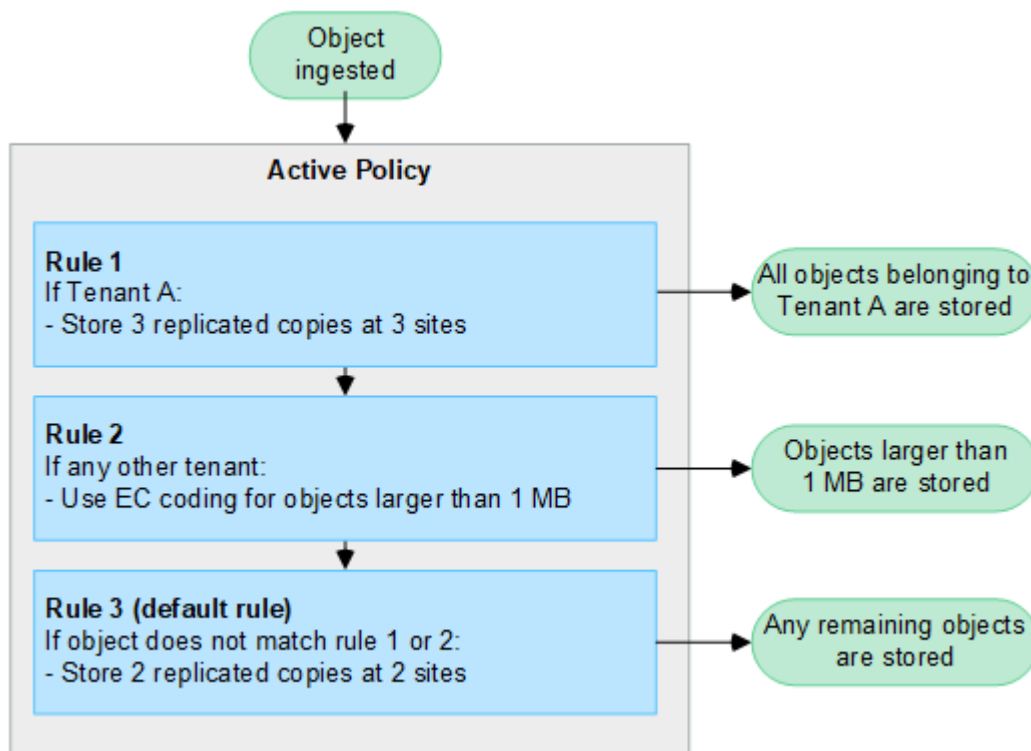 Object
ingested
Active Policy
Rule 1
If Tenant A:
- Store 3 replicated copies at 3 sites
All objects belonging to
Tenant A are stored
Rule 2
If any other tenant:
- Use EC coding for objects larger than 1 MB
Objects larger than
1 MB are stored
Rule 3 (default rule)
If object does not match rule 1 or 2:
- Store 2 replicated copies at 2 sites
Any remaining objects
are stored